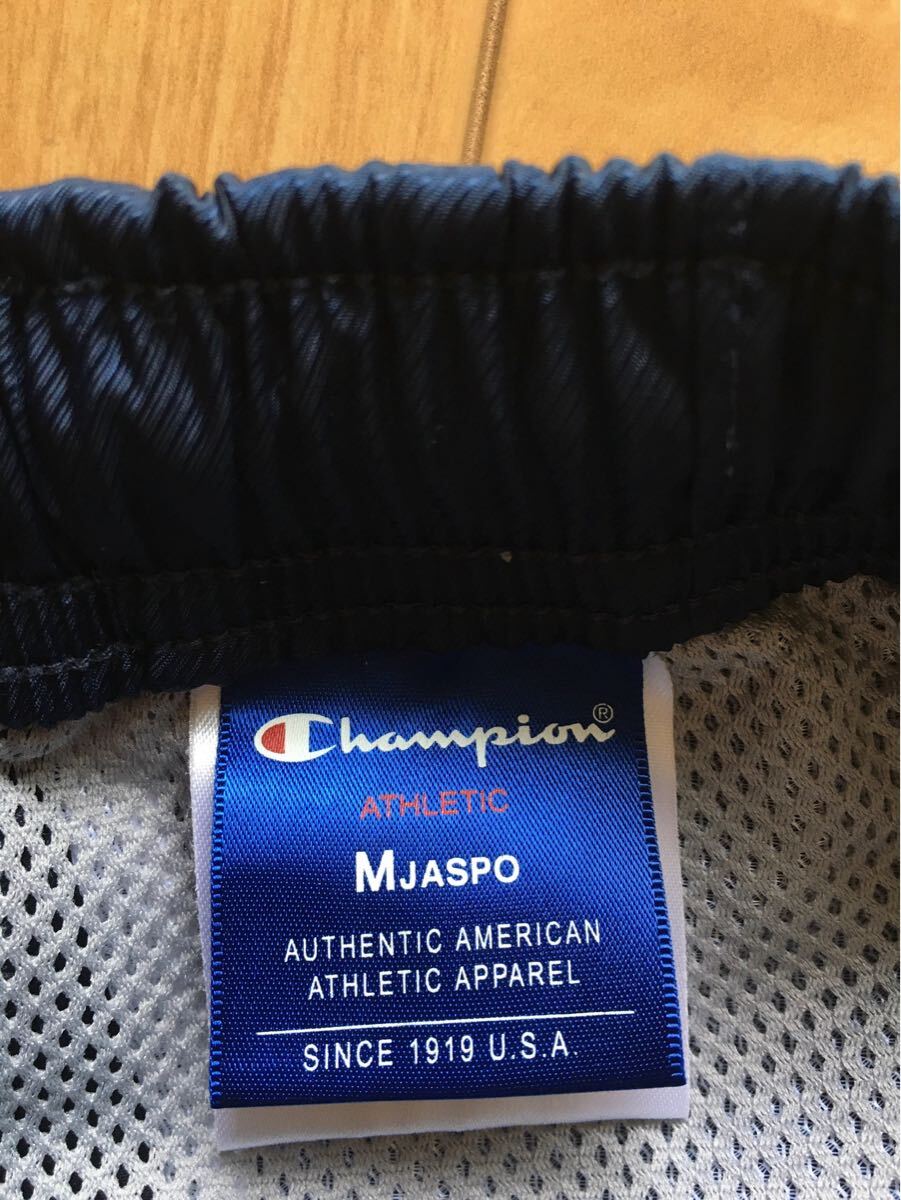 Champion®
ATHLETIC
MJASPO
AUTHENTIC AMERICAN
ATHLETIC APPAREL
SINCE 1919 U.S.A.